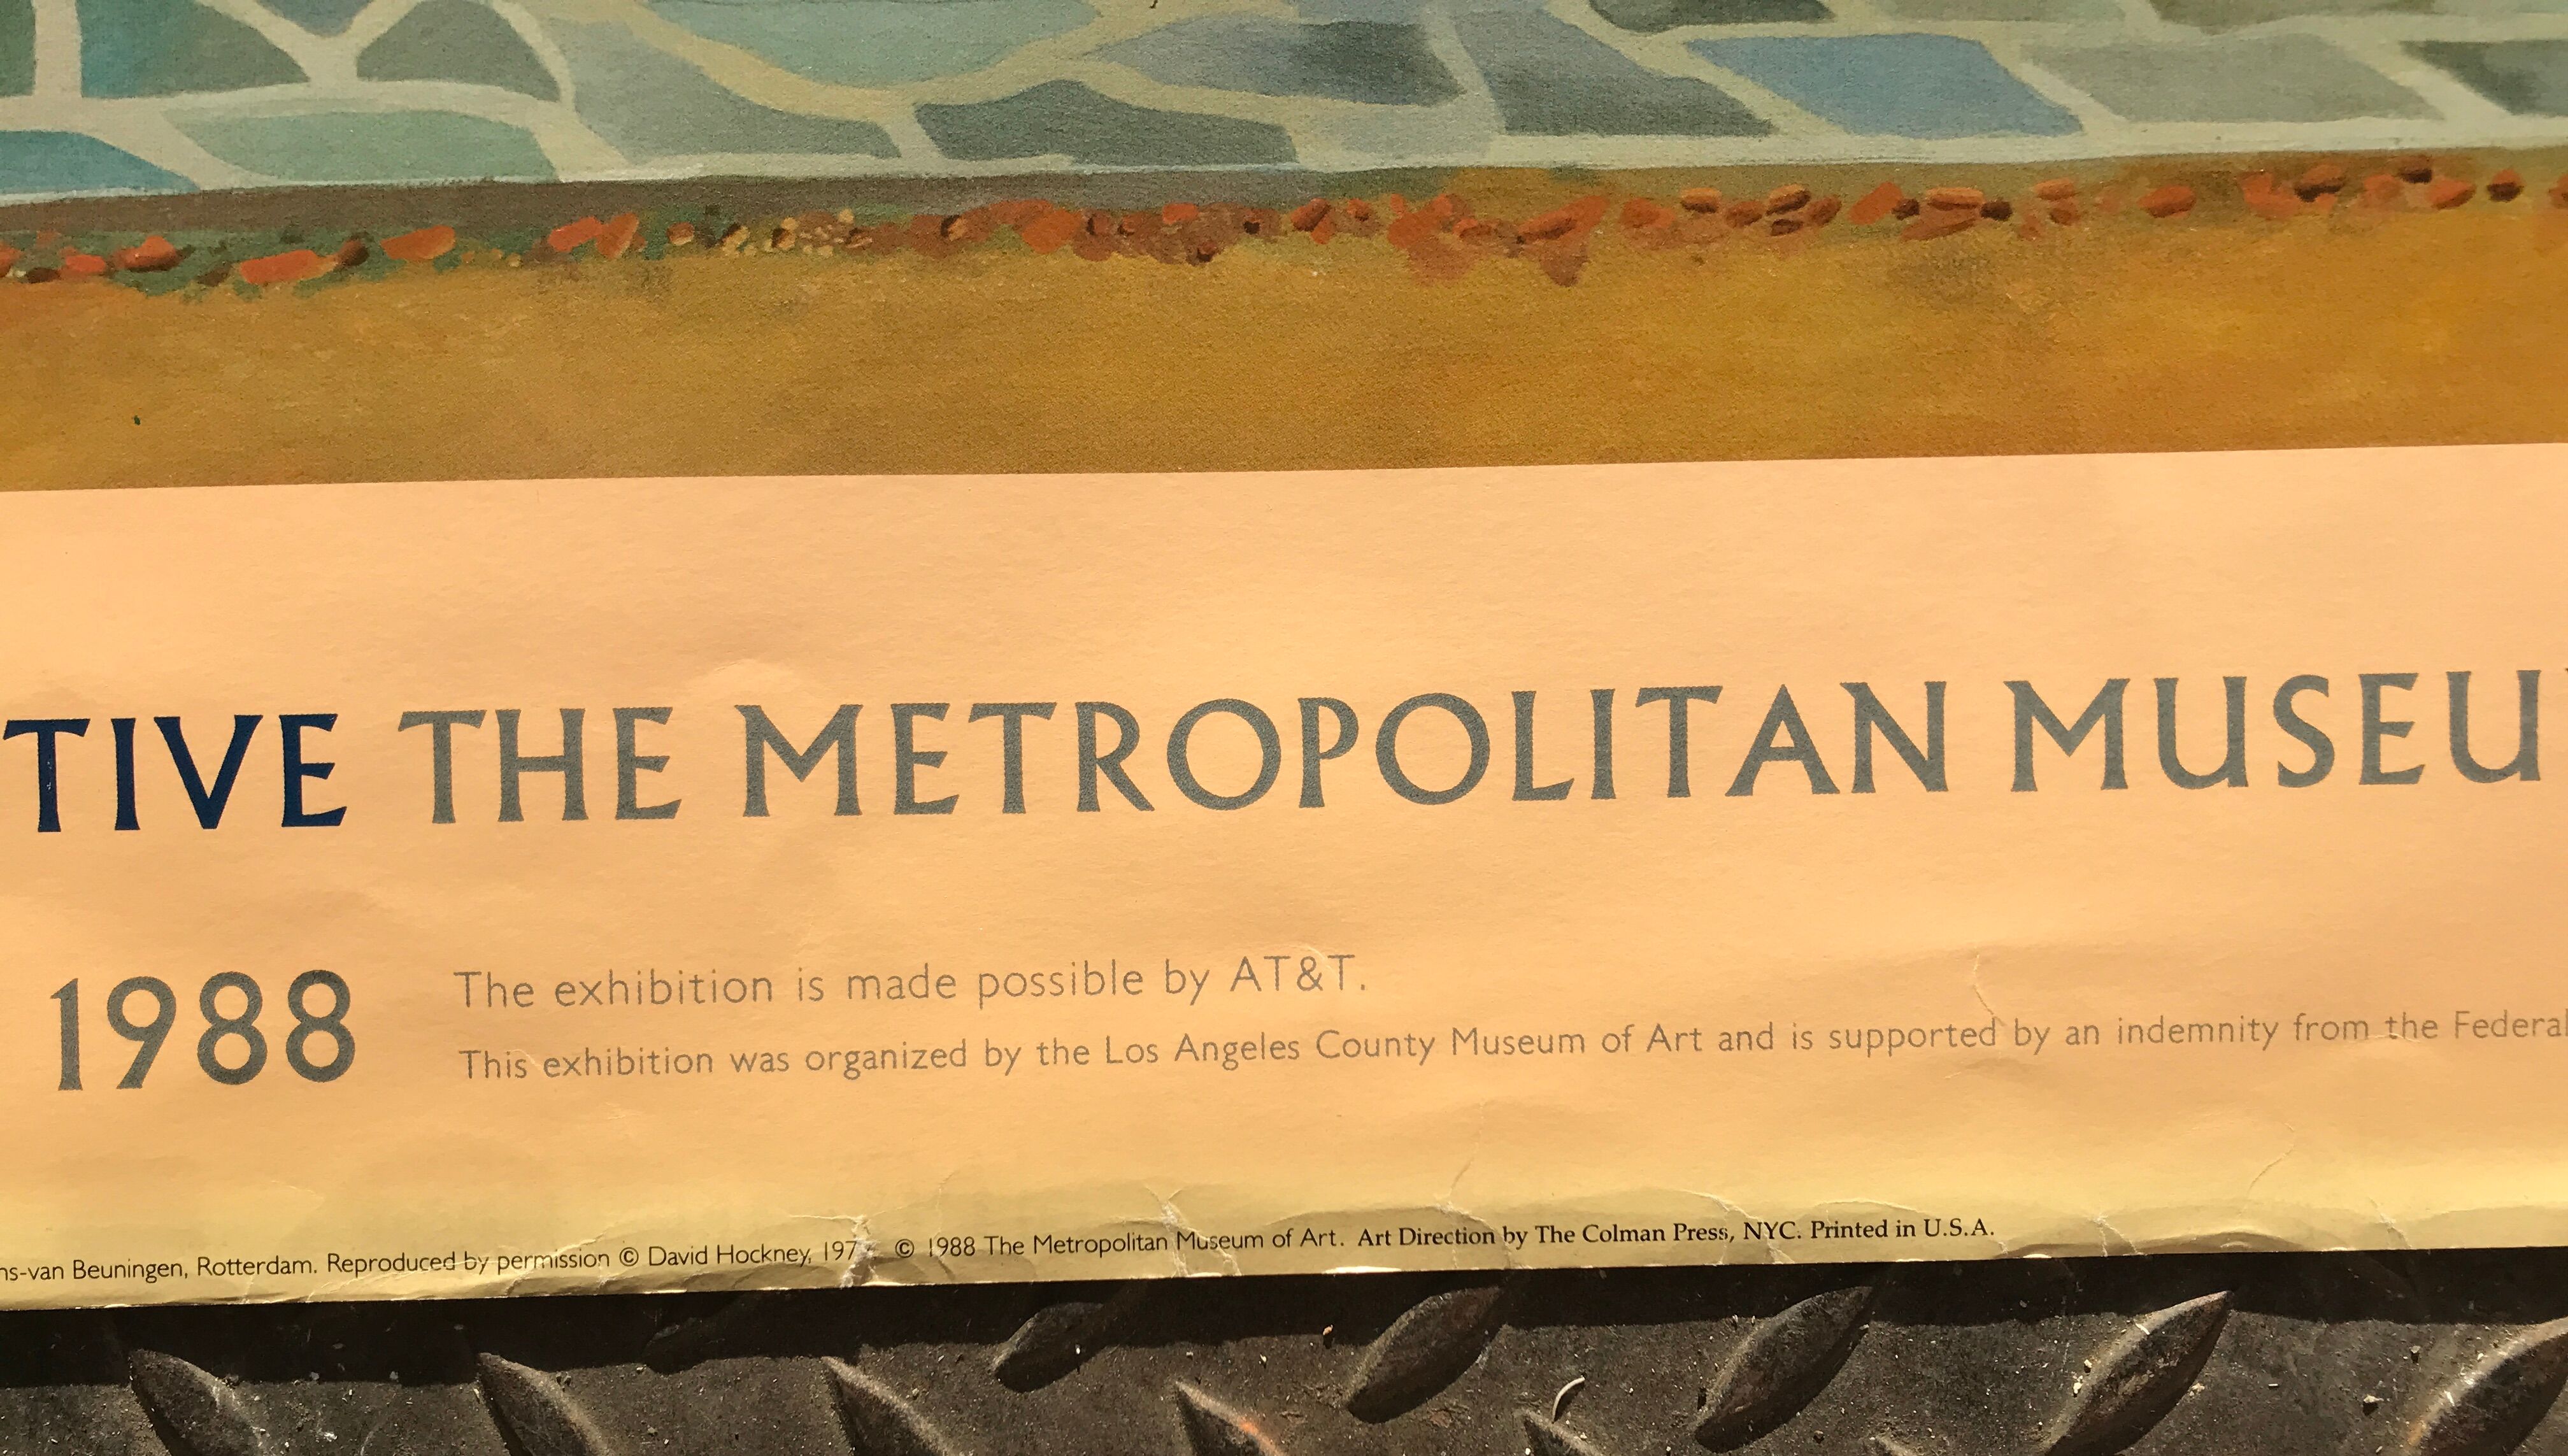 TIVE THE METROPOLITAN MUSEU
1988
The exhibition is made possible by AT&T.
This exhibition was organized by the Los Angeles County Museum of Art and is supported by an indemnity from the Federal
ns-van Beuningen, Rotterdam. Reproduced by permission © David Hockney, 197 © 1988 The Metropolitan Museum of Art. Art Direction by The Colman Press, NYC. Printed in U.S.A.